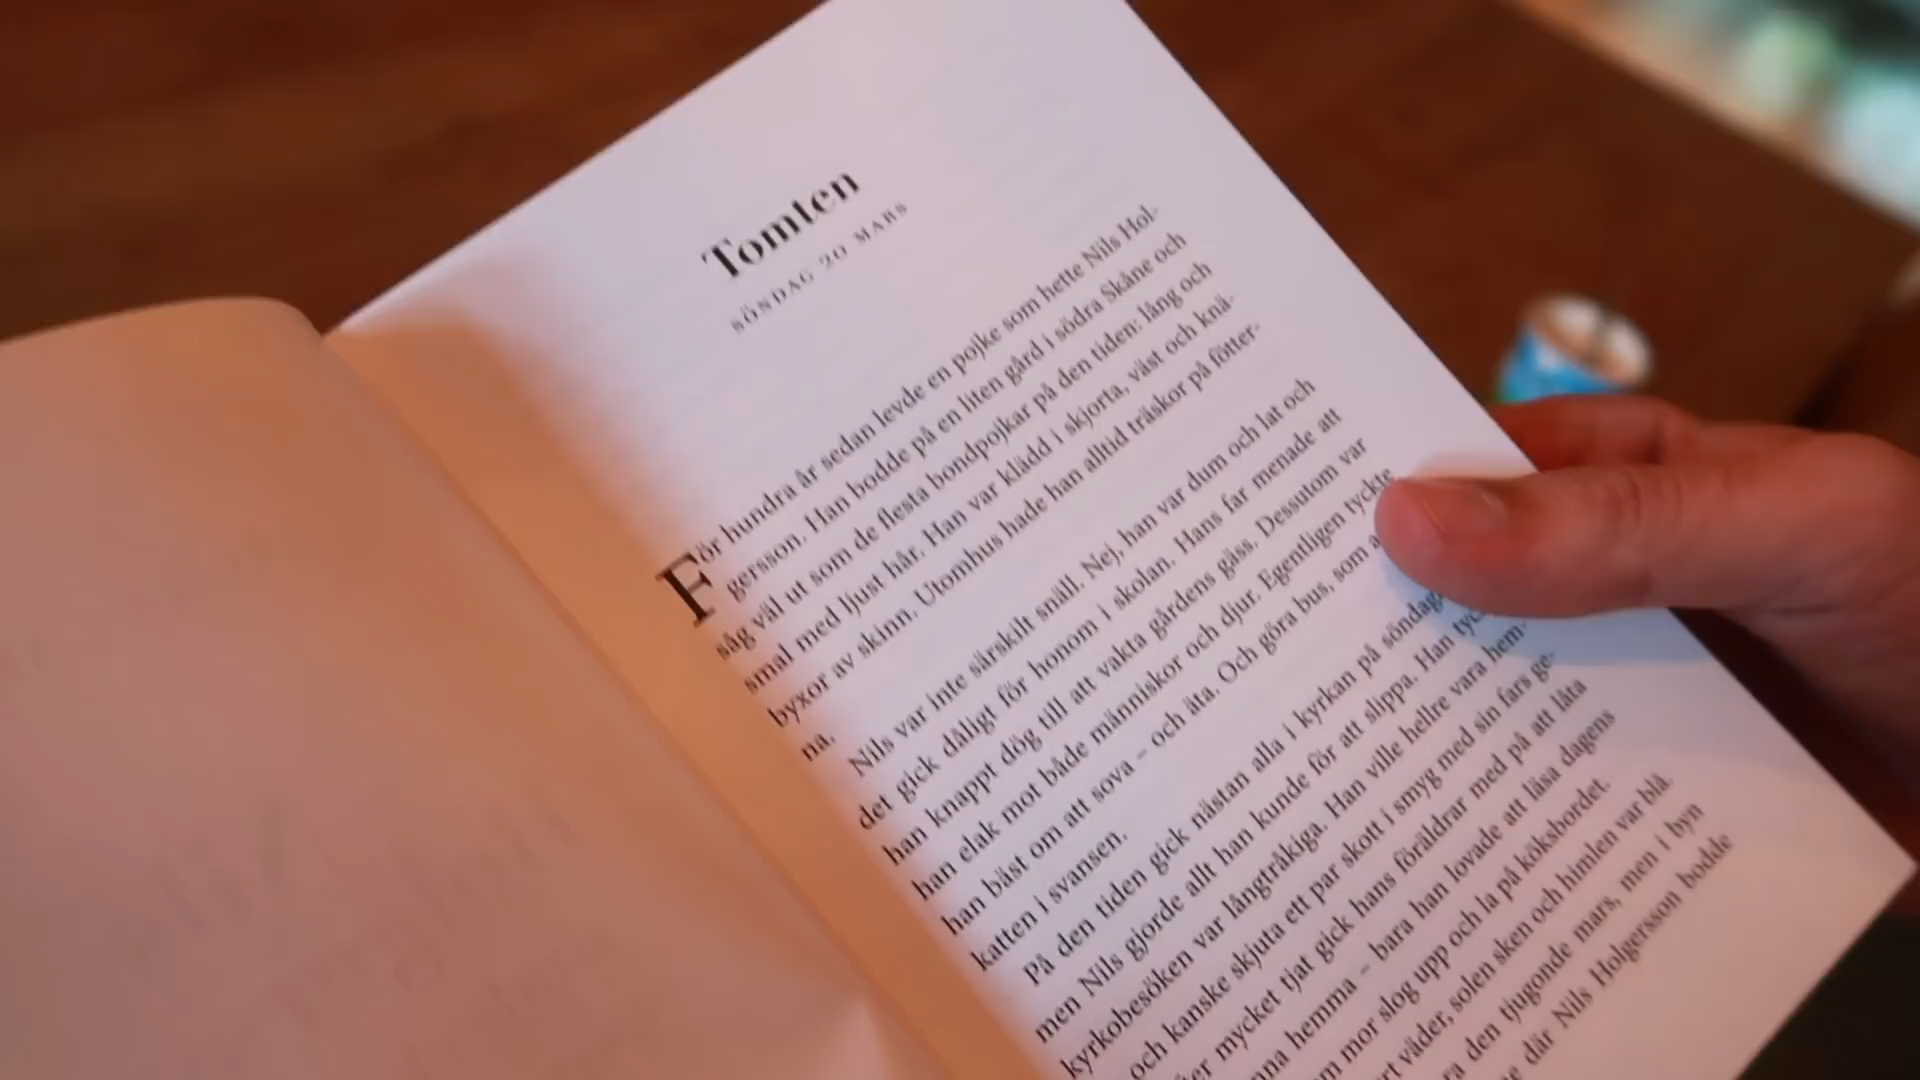 Tomten
SÖNDAG 20 MARS
För hundra år sedan levde en pojke som hette Nils Hol-
gersson. Han bodde på en liten gård i södra Skåne och
såg väl ut som de flesta bondpojkar på den tiden: lång och
smal med ljust hår. Han var klädd i skjorta, väst och knä-
byxor av skinn. Utomhus hade han alltid träskor på fötter-
na.
Nils var inte särskilt snäll. Nej, han var dum och lat och
det gick dåligt för honom i skolan. Hans far menade att
han knappt dög till att vakta gårdens gäss. Dessutom var
han elak mot både människor och djur. Egentligen tyckte
han bäst om att sova – och äta. Och göra bus, som a
katten i svansen.
På den tiden gick nästan alla i kyrkan på söndag
men Nils gjorde allt han kunde för att slippa. Han tyc
kyrkobesöken var långtråkiga. Han ville hellre vara hem-
och kanske skjuta ett par skott i smyg med sin fars ge-
ter mycket tjat gick hans föräldrar med på att låta
nna hemma – bara han lovade att läsa dagens
m mor slog upp och la på köksbordet.
rt väder, solen sken och himlen var blå.
ra den tjugonde mars, men i byn
e där Nils Holgersson bodde